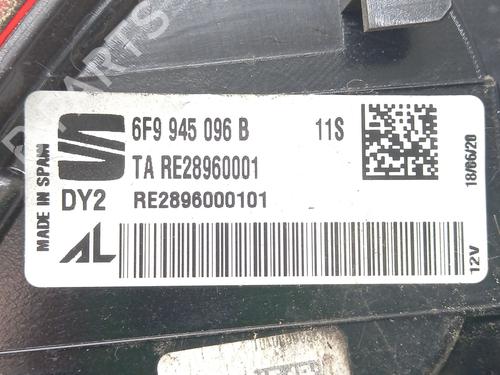 6F9 945 096 B 11S
TA RE28960001
DY2 RE2896000101
MADE IN SPAIN
AL
18/06/20
12V